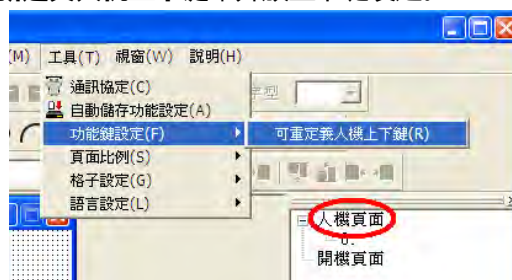 (M) 工具(T) 視窗(W) 說明(H)
通訊協定(C)
自動儲存功能設定(A)
功能鍵設定(F)
可重定義人機上下鍵(R)
頁面比例(S)
格子設定(G)
語言設定(L)
人機頁面
0.
開機頁面